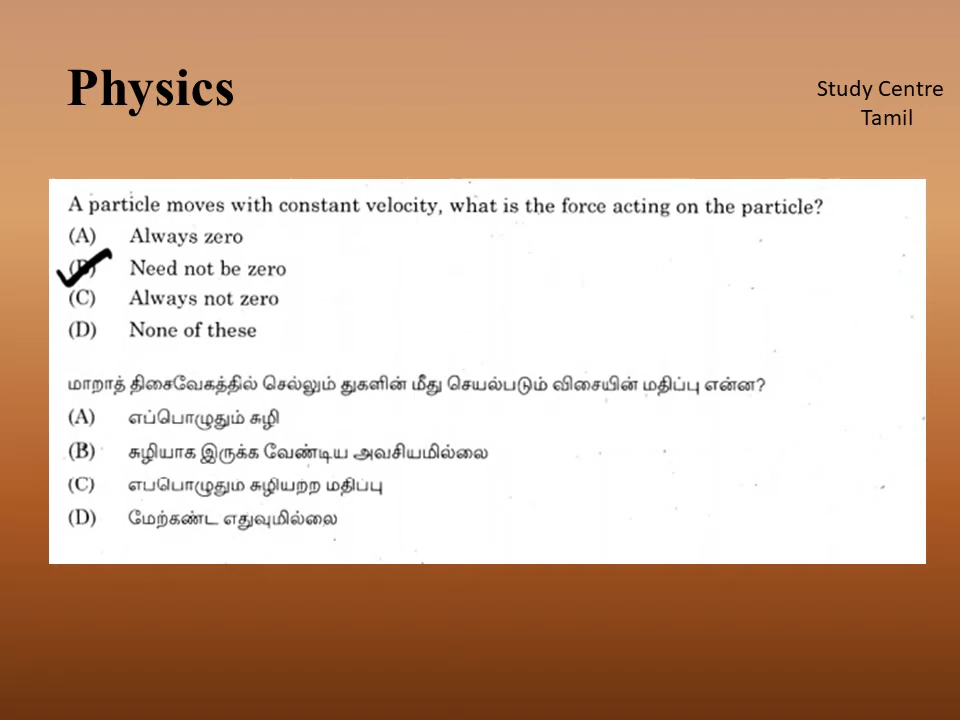 Physics
Study Centre
Tamil
A particle moves with constant velocity, what is the force acting on the particle?
(A) Always zero
(B) Need not be zero
(C) Always not zero
(D) None of these
மாறாத் திசைவேகத்தில் செல்லும் துகளின் மீது செயல்படும் விசையின் மதிப்பு என்ன?
(A) எப்பொழுதும் சுழி
(B) சுழியாக இருக்க வேண்டிய அவசியமில்லை
(C) எபபொழுதும சுழியற்ற மதிப்பு
(D) மேற்கண்ட எதுவுமில்லை